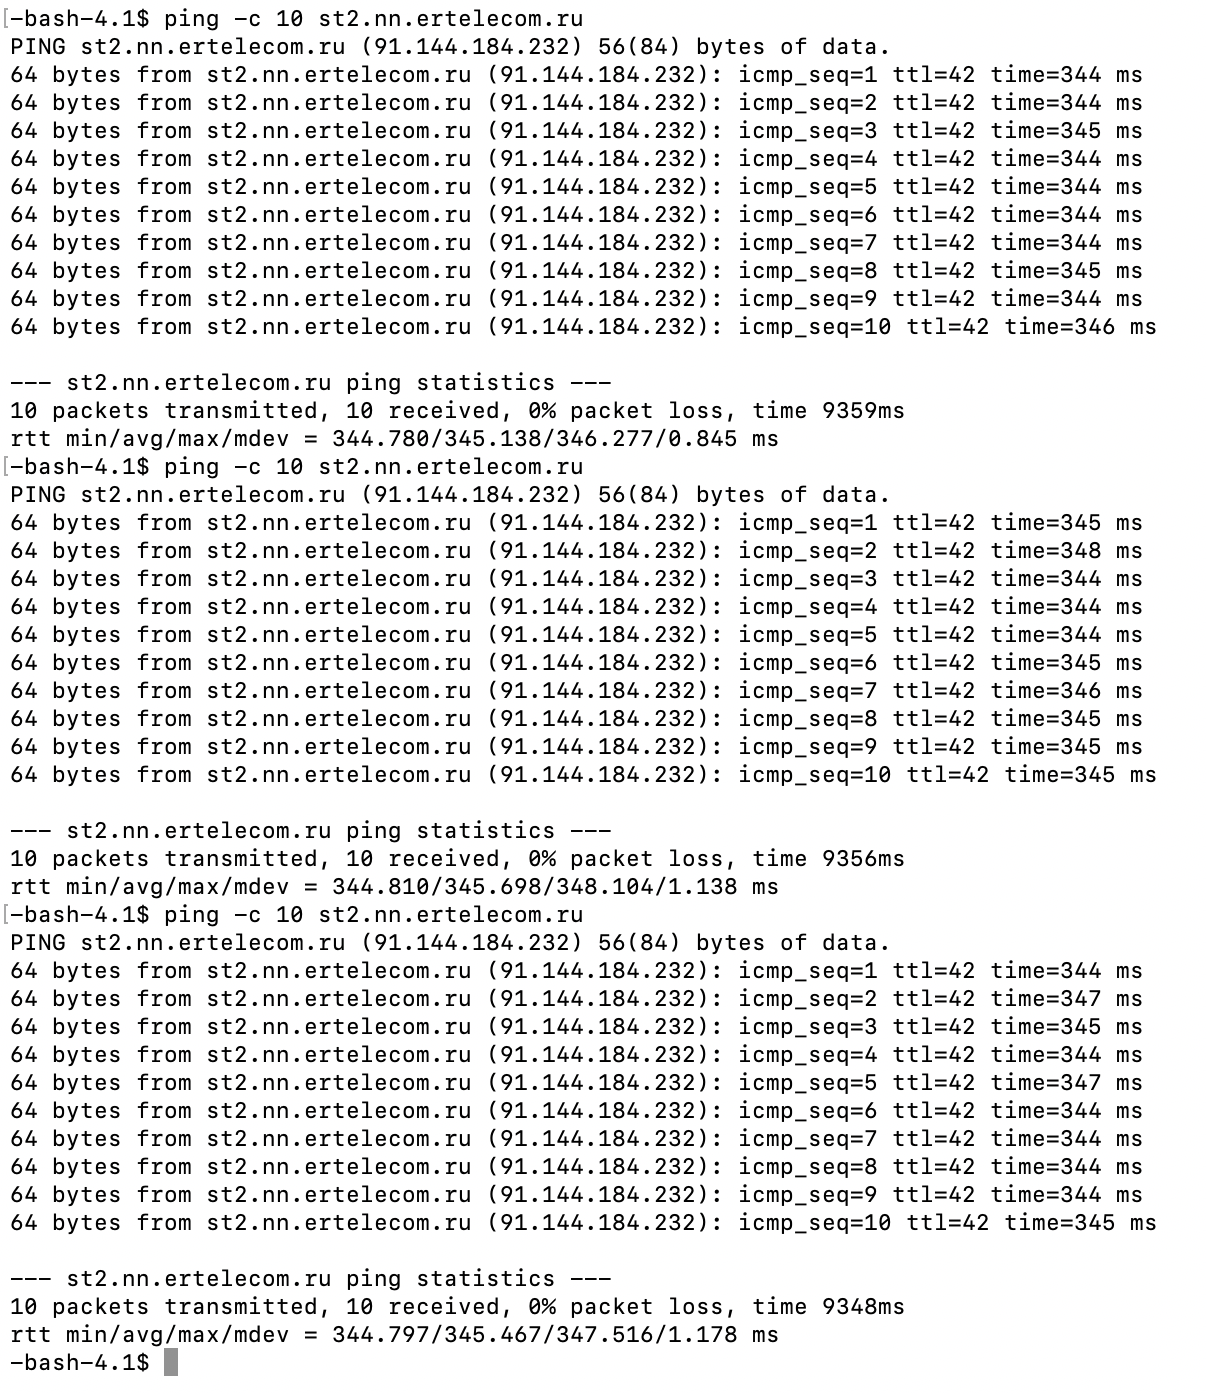 [-bash-4.1$ ping -c 10 st2.nn.ertelecom.ru
PING st2.nn.ertelecom.ru (91.144.184.232) 56(84) bytes of data.
64 bytes from st2.nn.ertelecom.ru (91.144.184.232): icmp_seq=1 ttl=42 time=344 ms
64 bytes from st2.nn.ertelecom.ru (91.144.184.232): icmp_seq=2 ttl=42 time=344 ms
64 bytes from st2.nn.ertelecom.ru (91.144.184.232): icmp_seq=3 ttl=42 time=345 ms
64 bytes from st2.nn.ertelecom.ru (91.144.184.232): icmp_seq=4 ttl=42 time=344 ms
64 bytes from st2.nn.ertelecom.ru (91.144.184.232): icmp_seq=5 ttl=42 time=344 ms
64 bytes from st2.nn.ertelecom.ru (91.144.184.232): icmp_seq=6 ttl=42 time=344 ms
64 bytes from st2.nn.ertelecom.ru (91.144.184.232): icmp_seq=7 ttl=42 time=344 ms
64 bytes from st2.nn.ertelecom.ru (91.144.184.232): icmp_seq=8 ttl=42 time=345 ms
64 bytes from st2.nn.ertelecom.ru (91.144.184.232): icmp_seq=9 ttl=42 time=344 ms
64 bytes from st2.nn.ertelecom.ru (91.144.184.232): icmp_seq=10 ttl=42 time=346 ms
--- st2.nn.ertelecom.ru ping statistics ---
10 packets transmitted, 10 received, 0% packet loss, time 9359ms
rtt min/avg/max/mdev = 344.780/345.138/346.277/0.845 ms
[-bash-4.1$ ping -c 10 st2.nn.ertelecom.ru
PING st2.nn.ertelecom.ru (91.144.184.232) 56(84) bytes of data.
64 bytes from st2.nn.ertelecom.ru (91.144.184.232): icmp_seq=1 ttl=42 time=345 ms
64 bytes from st2.nn.ertelecom.ru (91.144.184.232): icmp_seq=2 ttl=42 time=348 ms
64 bytes from st2.nn.ertelecom.ru (91.144.184.232): icmp_seq=3 ttl=42 time=344 ms
64 bytes from st2.nn.ertelecom.ru (91.144.184.232): icmp_seq=4 ttl=42 time=344 ms
64 bytes from st2.nn.ertelecom.ru (91.144.184.232): icmp_seq=5 ttl=42 time=344 ms
64 bytes from st2.nn.ertelecom.ru (91.144.184.232): icmp_seq=6 ttl=42 time=345 ms
64 bytes from st2.nn.ertelecom.ru (91.144.184.232): icmp_seq=7 ttl=42 time=346 ms
64 bytes from st2.nn.ertelecom.ru (91.144.184.232): icmp_seq=8 ttl=42 time=345 ms
64 bytes from st2.nn.ertelecom.ru (91.144.184.232): icmp_seq=9 ttl=42 time=345 ms
64 bytes from st2.nn.ertelecom.ru (91.144.184.232): icmp_seq=10 ttl=42 time=345 ms
--- st2.nn.ertelecom.ru ping statistics ---
10 packets transmitted, 10 received, 0% packet loss, time 9356ms
rtt min/avg/max/mdev = 344.810/345.698/348.104/1.138 ms
[-bash-4.1$ ping -c 10 st2.nn.ertelecom.ru
PING st2.nn.ertelecom.ru (91.144.184.232) 56(84) bytes of data.
64 bytes from st2.nn.ertelecom.ru (91.144.184.232): icmp_seq=1 ttl=42 time=344 ms
64 bytes from st2.nn.ertelecom.ru (91.144.184.232): icmp_seq=2 ttl=42 time=347 ms
64 bytes from st2.nn.ertelecom.ru (91.144.184.232): icmp_seq=3 ttl=42 time=345 ms
64 bytes from st2.nn.ertelecom.ru (91.144.184.232): icmp_seq=4 ttl=42 time=344 ms
64 bytes from st2.nn.ertelecom.ru (91.144.184.232): icmp_seq=5 ttl=42 time=347 ms
64 bytes from st2.nn.ertelecom.ru (91.144.184.232): icmp_seq=6 ttl=42 time=344 ms
64 bytes from st2.nn.ertelecom.ru (91.144.184.232): icmp_seq=7 ttl=42 time=344 ms
64 bytes from st2.nn.ertelecom.ru (91.144.184.232): icmp_seq=8 ttl=42 time=344 ms
64 bytes from st2.nn.ertelecom.ru (91.144.184.232): icmp_seq=9 ttl=42 time=344 ms
64 bytes from st2.nn.ertelecom.ru (91.144.184.232): icmp_seq=10 ttl=42 time=345 ms
--- st2.nn.ertelecom.ru ping statistics ---
10 packets transmitted, 10 received, 0% packet loss, time 9348ms
rtt min/avg/max/mdev = 344.797/345.467/347.516/1.178 ms
-bash-4.1$